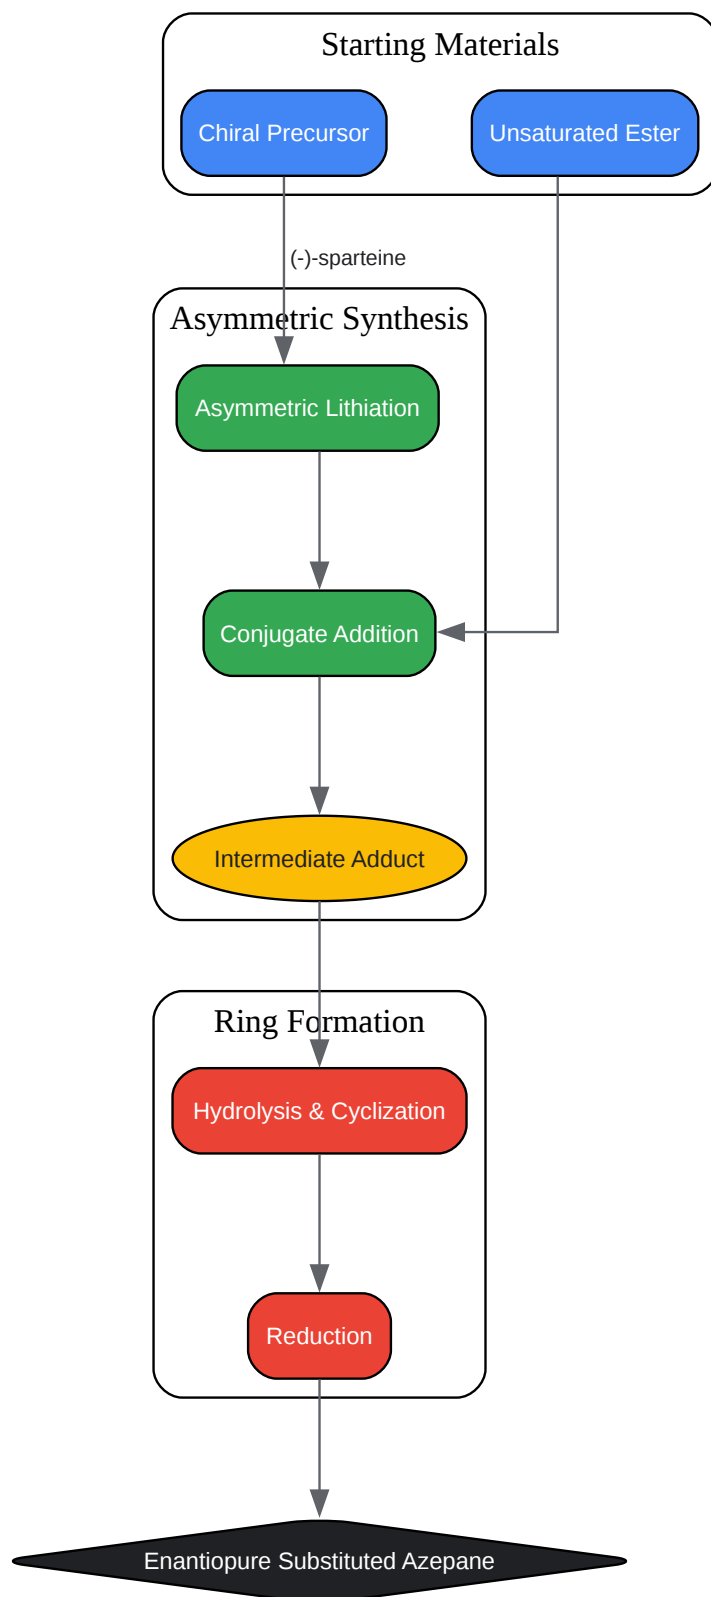 Starting Materials
Chiral Precursor
Unsaturated Ester
(-)-sparteine
Asymmetric Synthesis
Asymmetric Lithiation
Conjugate Addition
Intermediate Adduct
Ring Formation
Hydrolysis & Cyclization
Reduction
Enantiopure Substituted Azepane